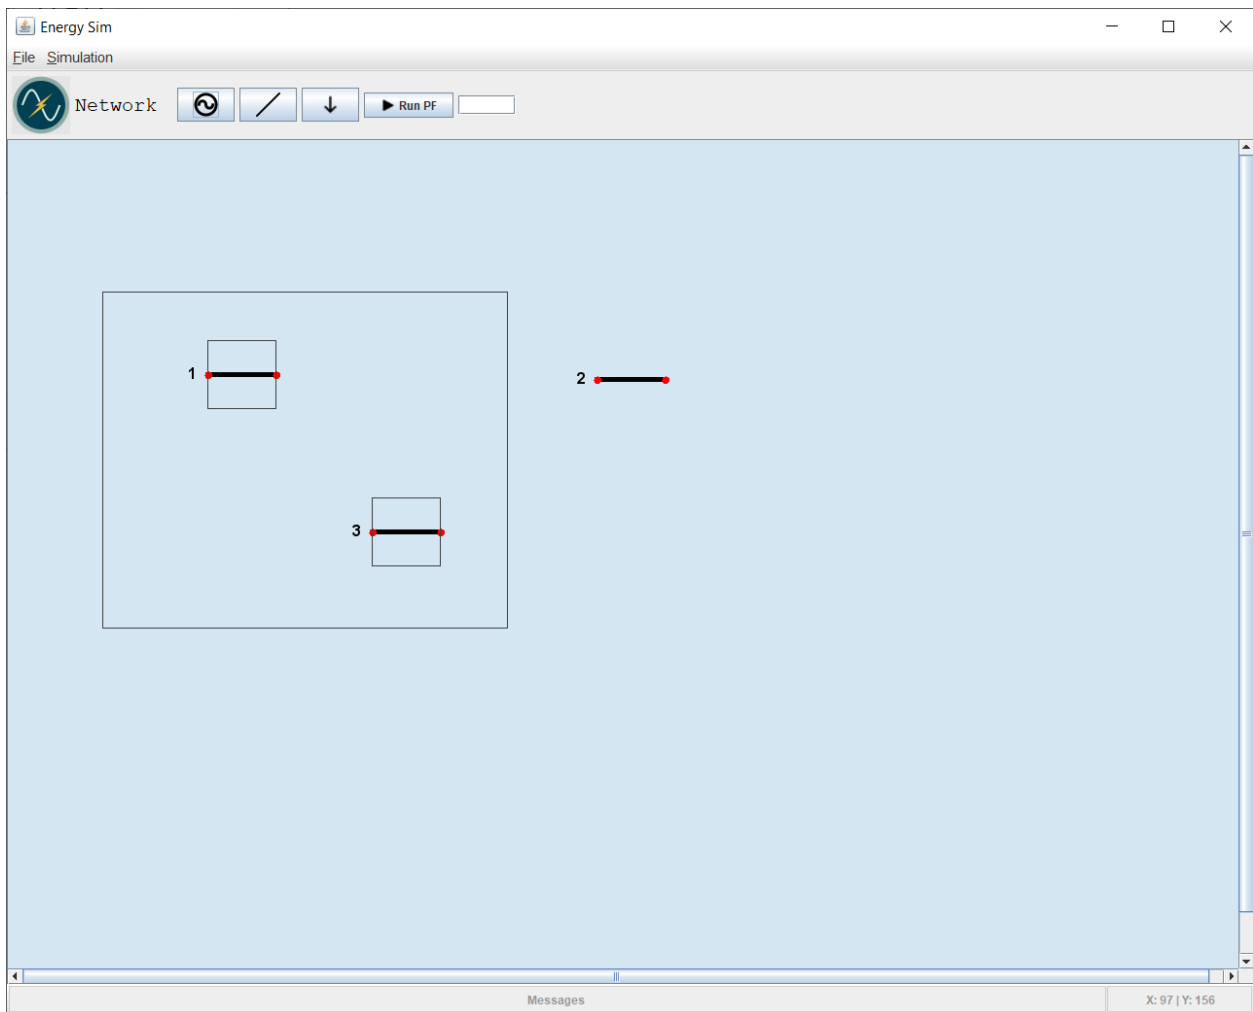 Energy Sim
File Simulation
Network Run PF
1
2
3
Messages X: 97 | Y: 156